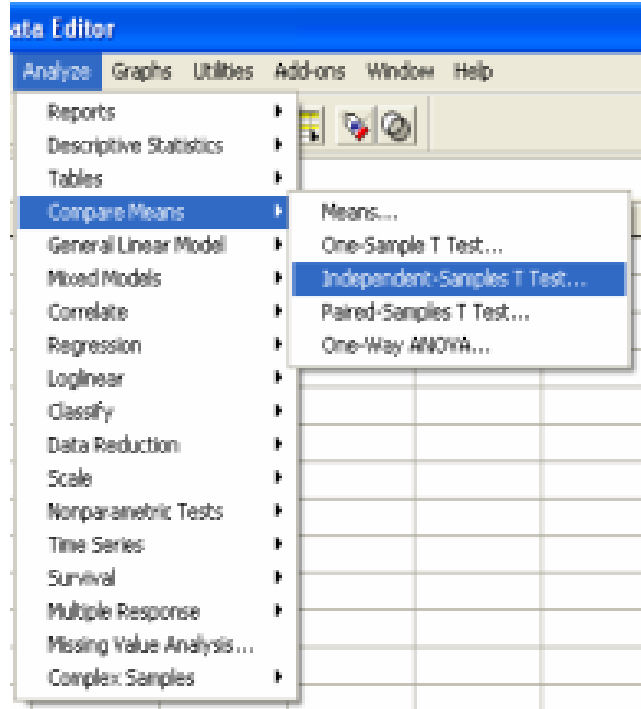 ata Editor
Analyze Graphs Utilities Add-ons Window Help
Reports
Descriptive Statistics
Tables
Compare Means
General Linear Model
Mixed Models
Correlate
Regression
Loglinear
Classify
Data Reduction
Scale
Nonparametric Tests
Time Series
Survival
Multiple Response
Missing Value Analysis...
Complex Samples
Means...
One-Sample T Test...
Independent-Samples T Test...
Paired-Samples T Test...
One-Way ANOVA...